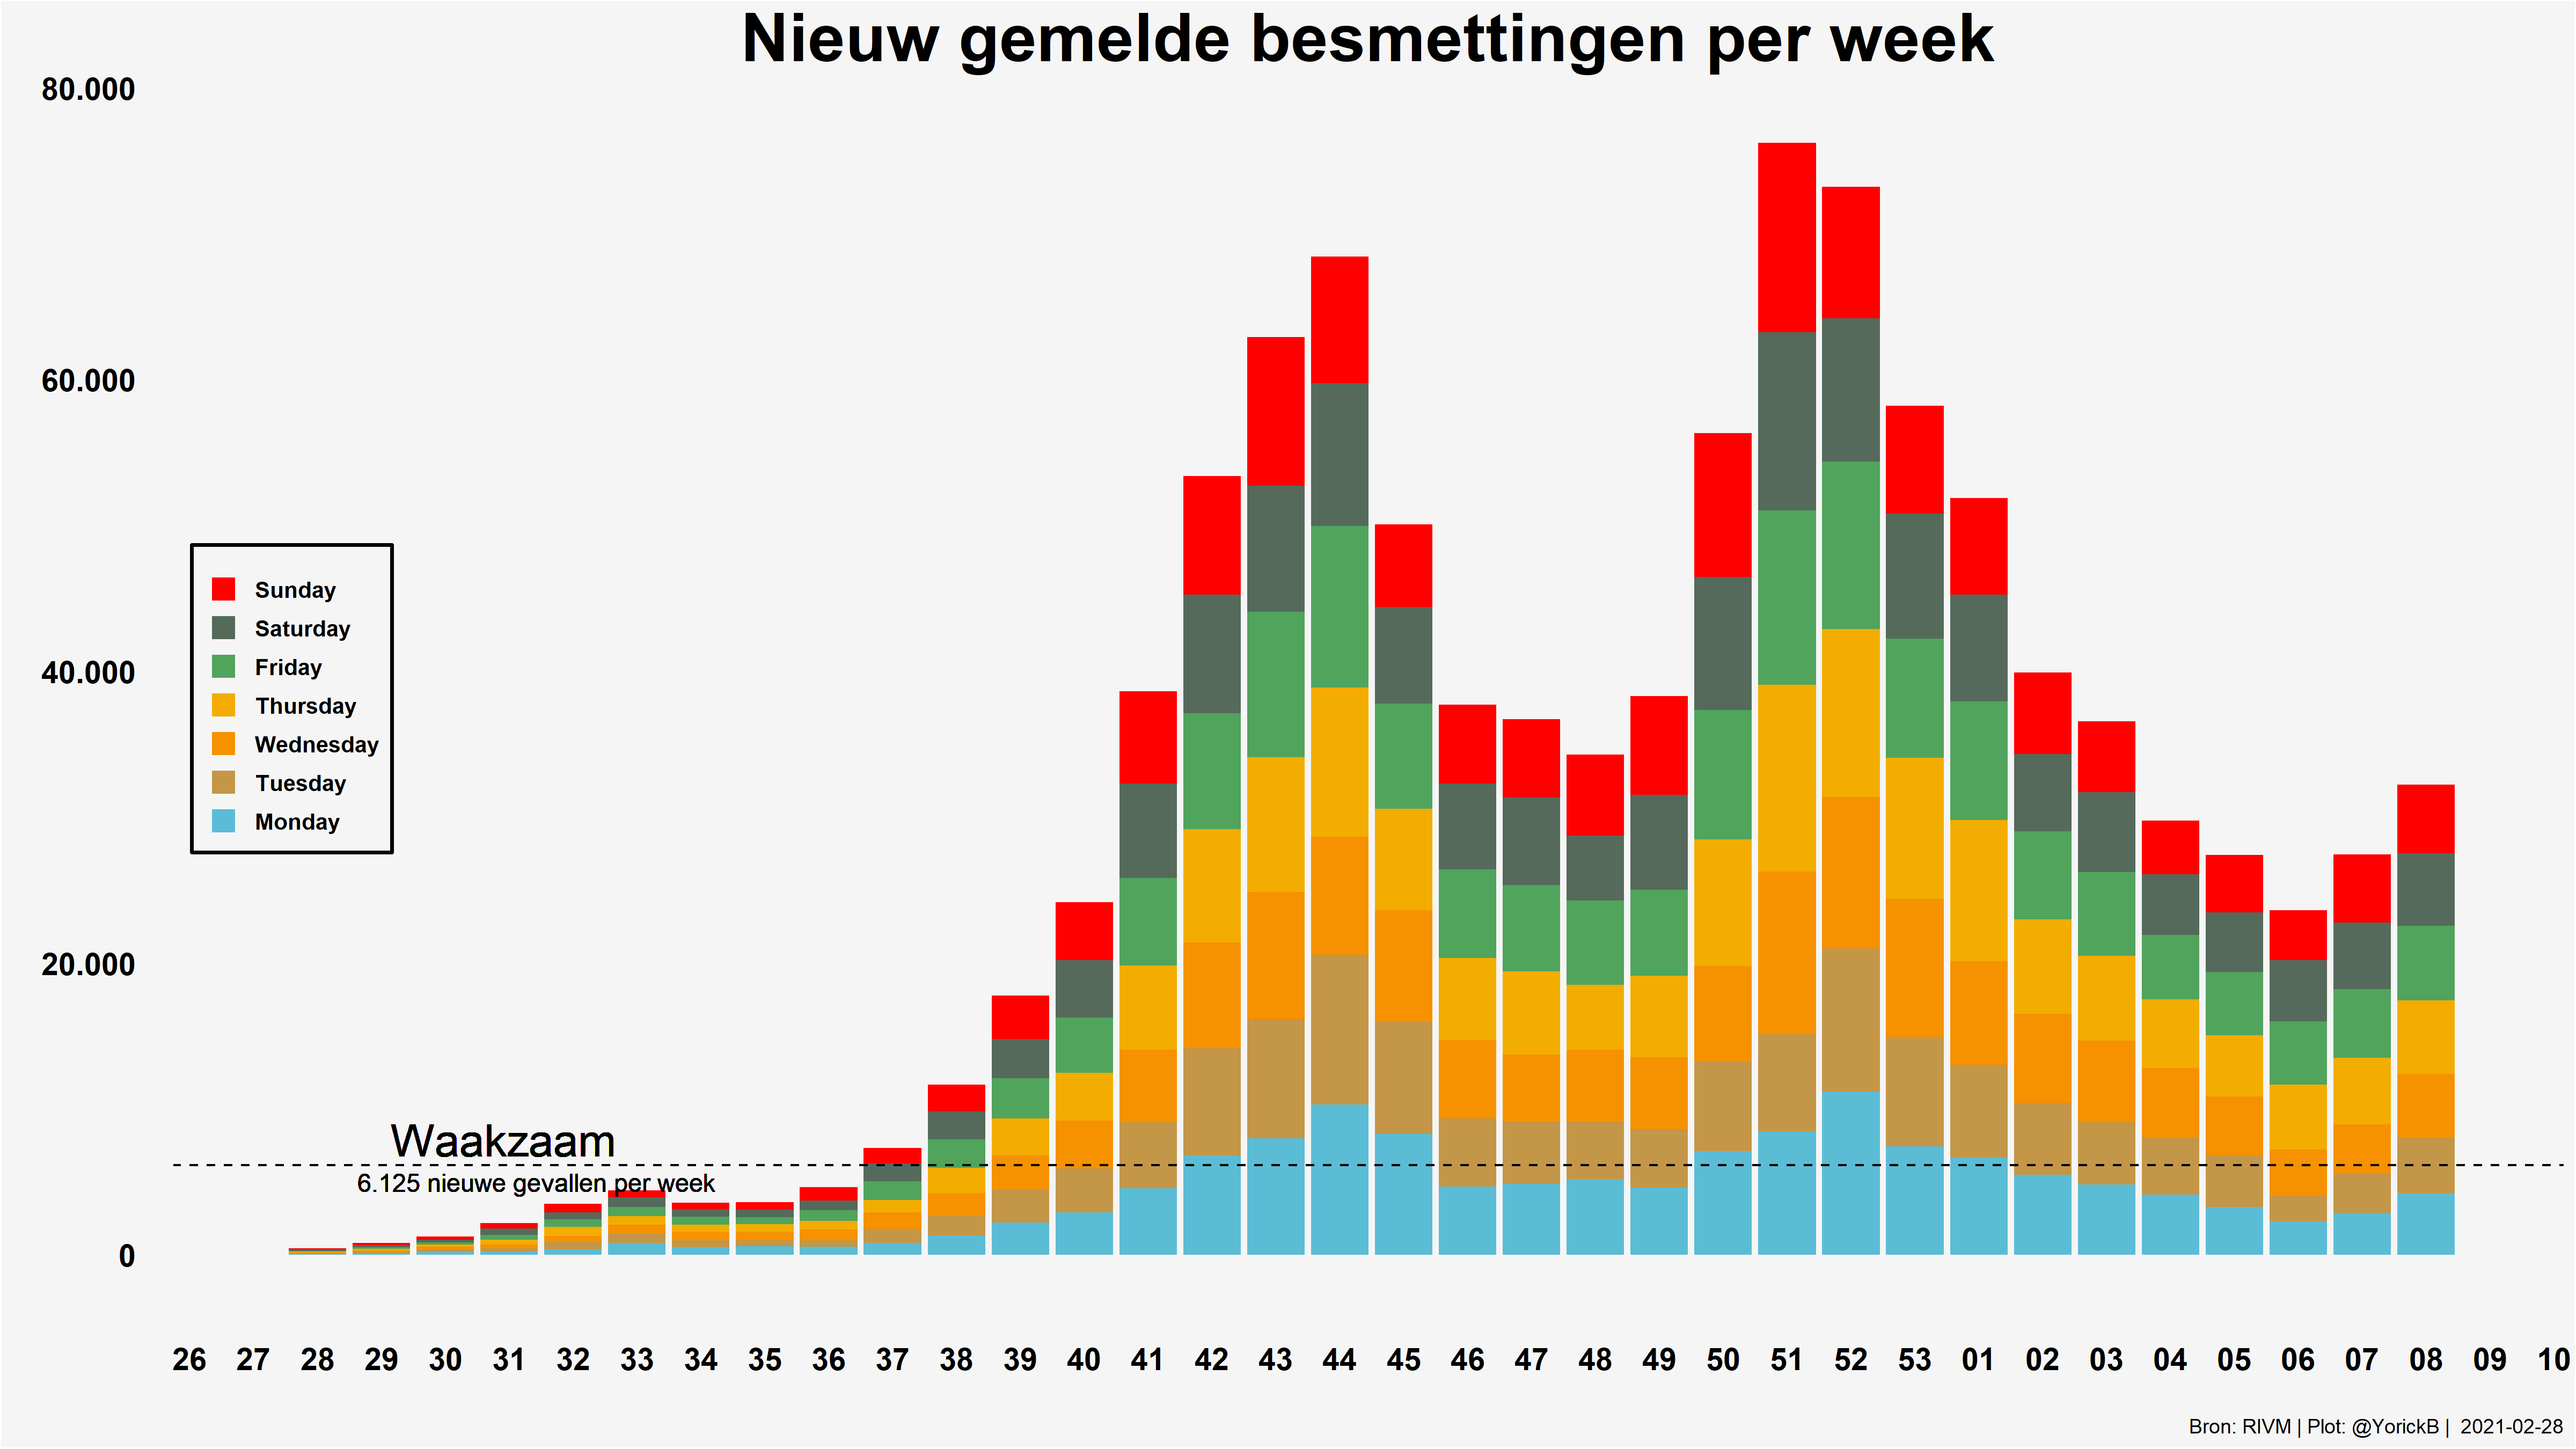 Nieuw gemelde besmettingen per week
80.000
60.000
40.000
20.000
0
Sunday
Saturday
Friday
Thursday
Wednesday
Tuesday
Monday
Waakzaam
6.125 nieuwe gevallen per week
26 27 28 29 30 31 32 33 34 35 36 37 38 39 40 41 42 43 44 45 46 47 48 49 50 51 52 53 01 02 03 04 05 06 07 08 09 10
Bron: RIVM | Plot: @YorickB | 2021-02-28